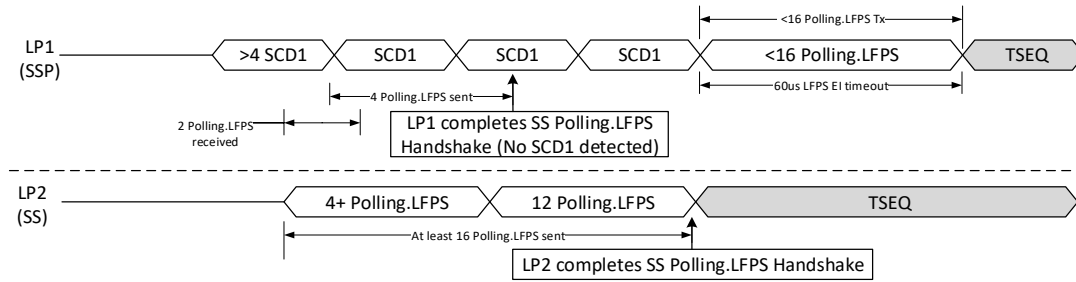 <16 Polling.LFPS Tx
LP1
(SSP)
>4 SCD1
SCD1
SCD1
SCD1
<16 Polling.LFPS
TSEQ
4 Polling.LFPS sent
60us LFPS EI timeout
2 Polling.LFPS
received
LP1 completes SS Polling.LFPS
Handshake (No SCD1 detected)
LP2
(SS)
4+ Polling.LFPS
12 Polling.LFPS
TSEQ
At least 16 Polling.LFPS sent
LP2 completes SS Polling.LFPS Handshake